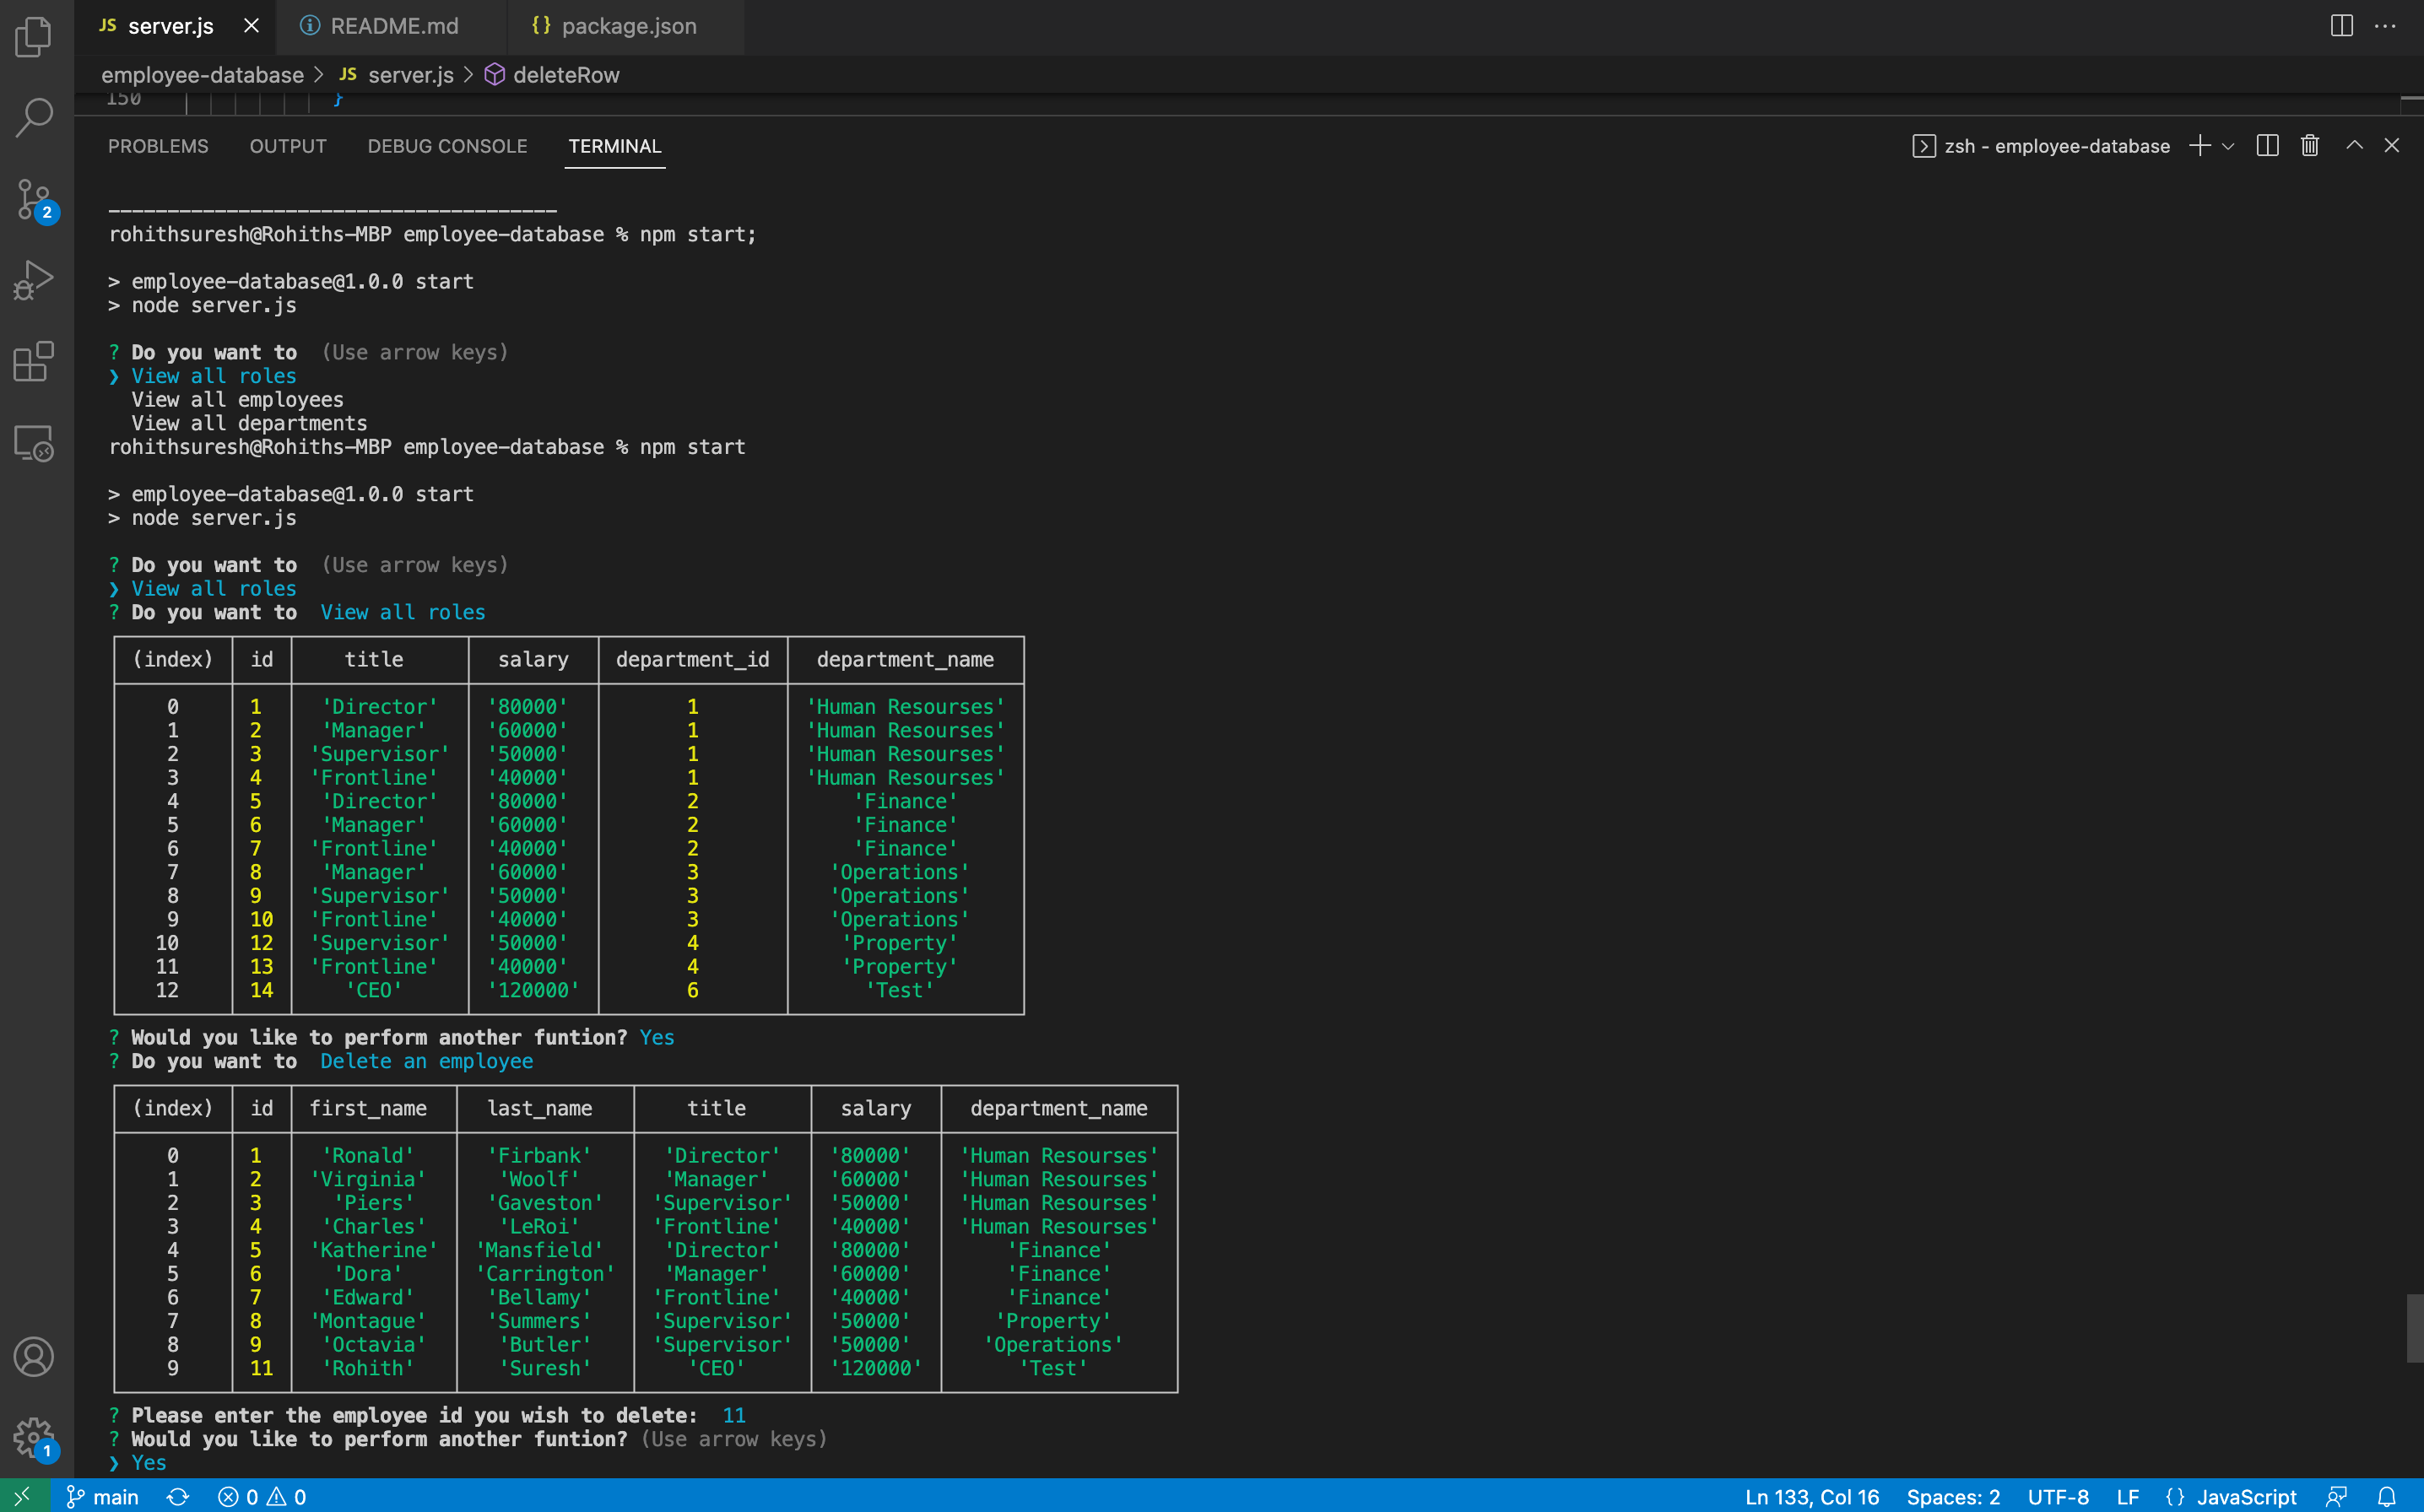 JS server.js README.md {} package.json
employee-database > JS server.js > deleteRow
150 }
PROBLEMS OUTPUT DEBUG CONSOLE TERMINAL zsh - employee-database
--------------------------------------
rohithsuresh@Rohiths-MBP employee-database % npm start;
> employee-database@1.0.0 start
> node server.js
? Do you want to (Use arrow keys)
❯ View all roles
View all employees
View all departments
rohithsuresh@Rohiths-MBP employee-database % npm start
> employee-database@1.0.0 start
> node server.js
? Do you want to (Use arrow keys)
❯ View all roles
? Do you want to View all roles
(index) id title salary department_id department_name
0 1 'Director' '80000' 1 'Human Resourses'
1 2 'Manager' '60000' 1 'Human Resourses'
2 3 'Supervisor' '50000' 1 'Human Resourses'
3 4 'Frontline' '40000' 1 'Human Resourses'
4 5 'Director' '80000' 2 'Finance'
5 6 'Manager' '60000' 2 'Finance'
6 7 'Frontline' '40000' 2 'Finance'
7 8 'Manager' '60000' 3 'Operations'
8 9 'Supervisor' '50000' 3 'Operations'
9 10 'Frontline' '40000' 3 'Operations'
10 12 'Supervisor' '50000' 4 'Property'
11 13 'Frontline' '40000' 4 'Property'
12 14 'CEO' '120000' 6 'Test'
? Would you like to perform another funtion? Yes
? Do you want to Delete an employee
(index) id first_name last_name title salary department_name
0 1 'Ronald' 'Firbank' 'Director' '80000' 'Human Resourses'
1 2 'Virginia' 'Woolf' 'Manager' '60000' 'Human Resourses'
2 3 'Piers' 'Gaveston' 'Supervisor' '50000' 'Human Resourses'
3 4 'Charles' 'LeRoi' 'Frontline' '40000' 'Human Resourses'
4 5 'Katherine' 'Mansfield' 'Director' '80000' 'Finance'
5 6 'Dora' 'Carrington' 'Manager' '60000' 'Finance'
6 7 'Edward' 'Bellamy' 'Frontline' '40000' 'Finance'
7 8 'Montague' 'Summers' 'Supervisor' '50000' 'Property'
8 9 'Octavia' 'Butler' 'Supervisor' '50000' 'Operations'
9 11 'Rohith' 'Suresh' 'CEO' '120000' 'Test'
? Please enter the employee id you wish to delete: 11
? Would you like to perform another funtion? (Use arrow keys)
❯ Yes
2
1
main 0 0 Ln 133, Col 16 Spaces: 2 UTF-8 LF {} JavaScript